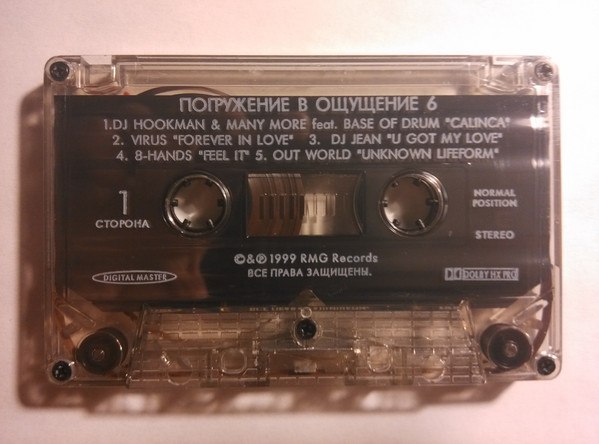 ПОГРУЖЕНИЕ В ОЩУЩЕНИЕ 6
1.DJ HOOKMAN & MANY MORE feat. BASE OF DRUM "CALINCA"
2. VIRUS "FOREVER IN LOVE" 3. DJ JEAN "U GOT MY LOVE"
4. 8-HANDS "FEEL IT" 5. OUT WORLD "UNKNOWN LIFEFORM"
1
СТОРОНА
NORMAL
POSITION
STEREO
©&℗1999 RMG Records
ВСЕ ПРАВА ЗАЩИЩЕНЫ.
DIGITAL MASTER
DOLBY HX PRO